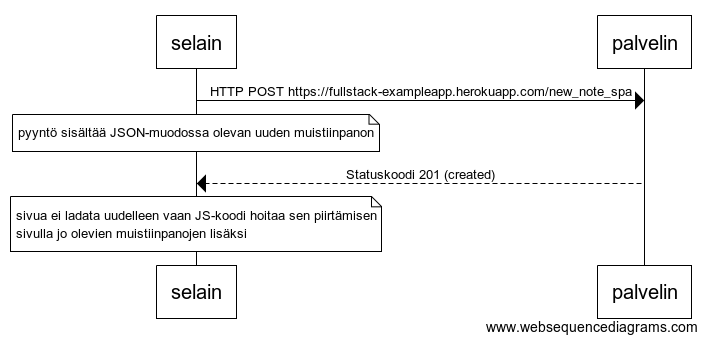 selain
palvelin
HTTP POST https://fullstack-exampleapp.herokuapp.com/new_note_spa
pyyntö sisältää JSON-muodossa olevan uuden muistiinpanon
Statuskoodi 201 (created)
sivua ei ladata uudelleen vaan JS-koodi hoitaa sen piirtämisen
sivulla jo olevien muistiinpanojen lisäksi
selain
palvelin
www.websequencediagrams.com